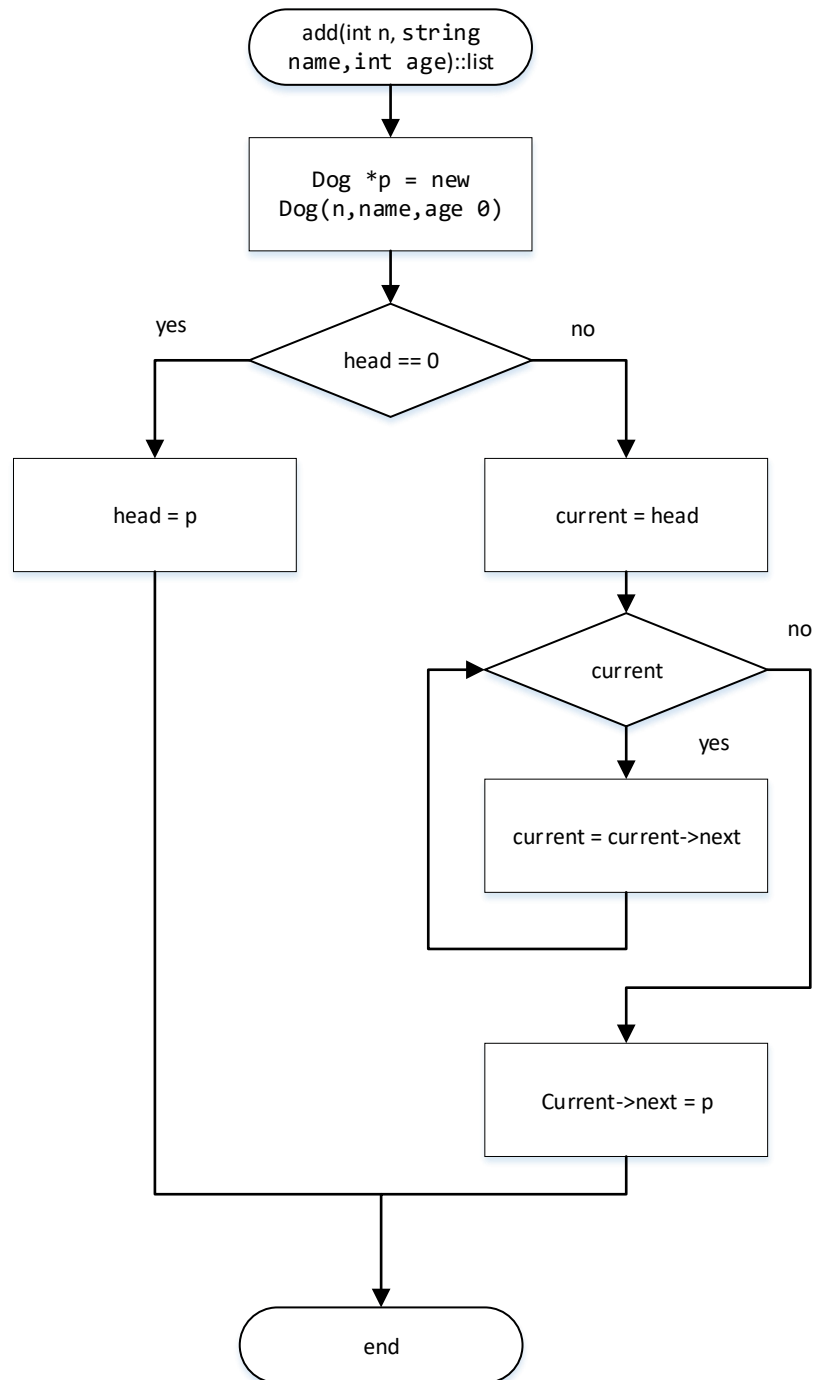 add(int n, string
name,int age)::list
Dog *p = new
Dog(n,name,age 0)
yes
no
head == 0
head = p
current = head
no
current
yes
current = current->next
Current->next = p
end